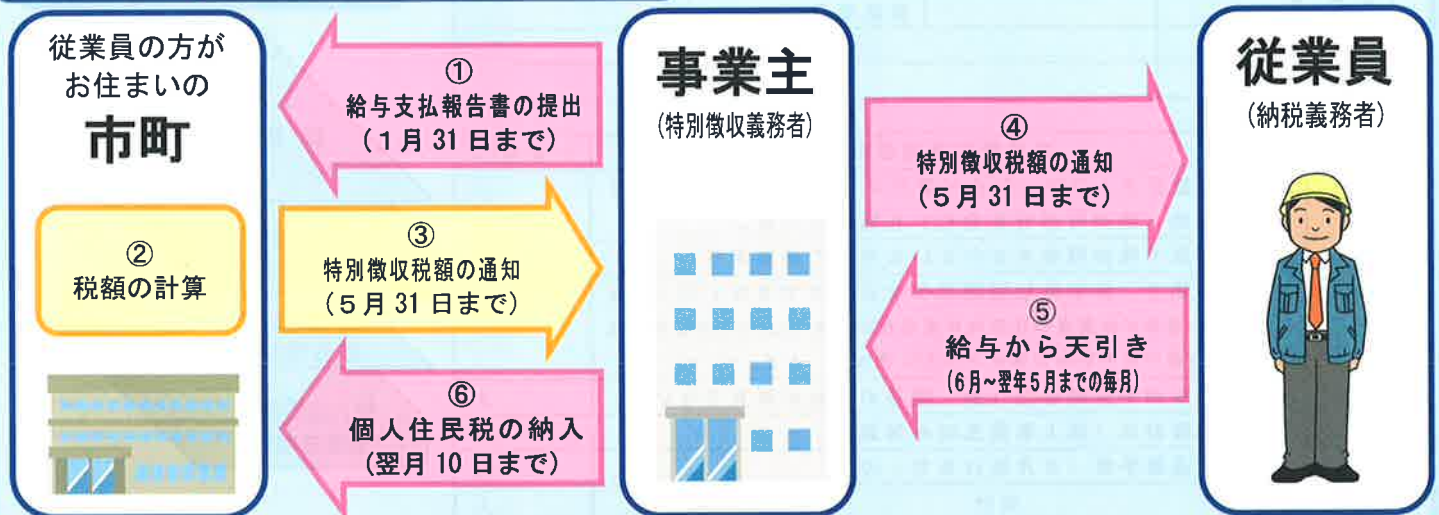 従業員の方が
お住まいの
市町
②
税額の計算
①
給与支払報告書の提出
(1月31日まで)
③
特別徴収税額の通知
(5月31日まで)
⑥
個人住民税の納入
(翌月10日まで)
事業主
(特別徴収義務者)
④
特別徴収税額の通知
(5月31日まで)
⑤
給与から天引き
(6月~翌年5月までの毎月)
従業員
(納税義務者)